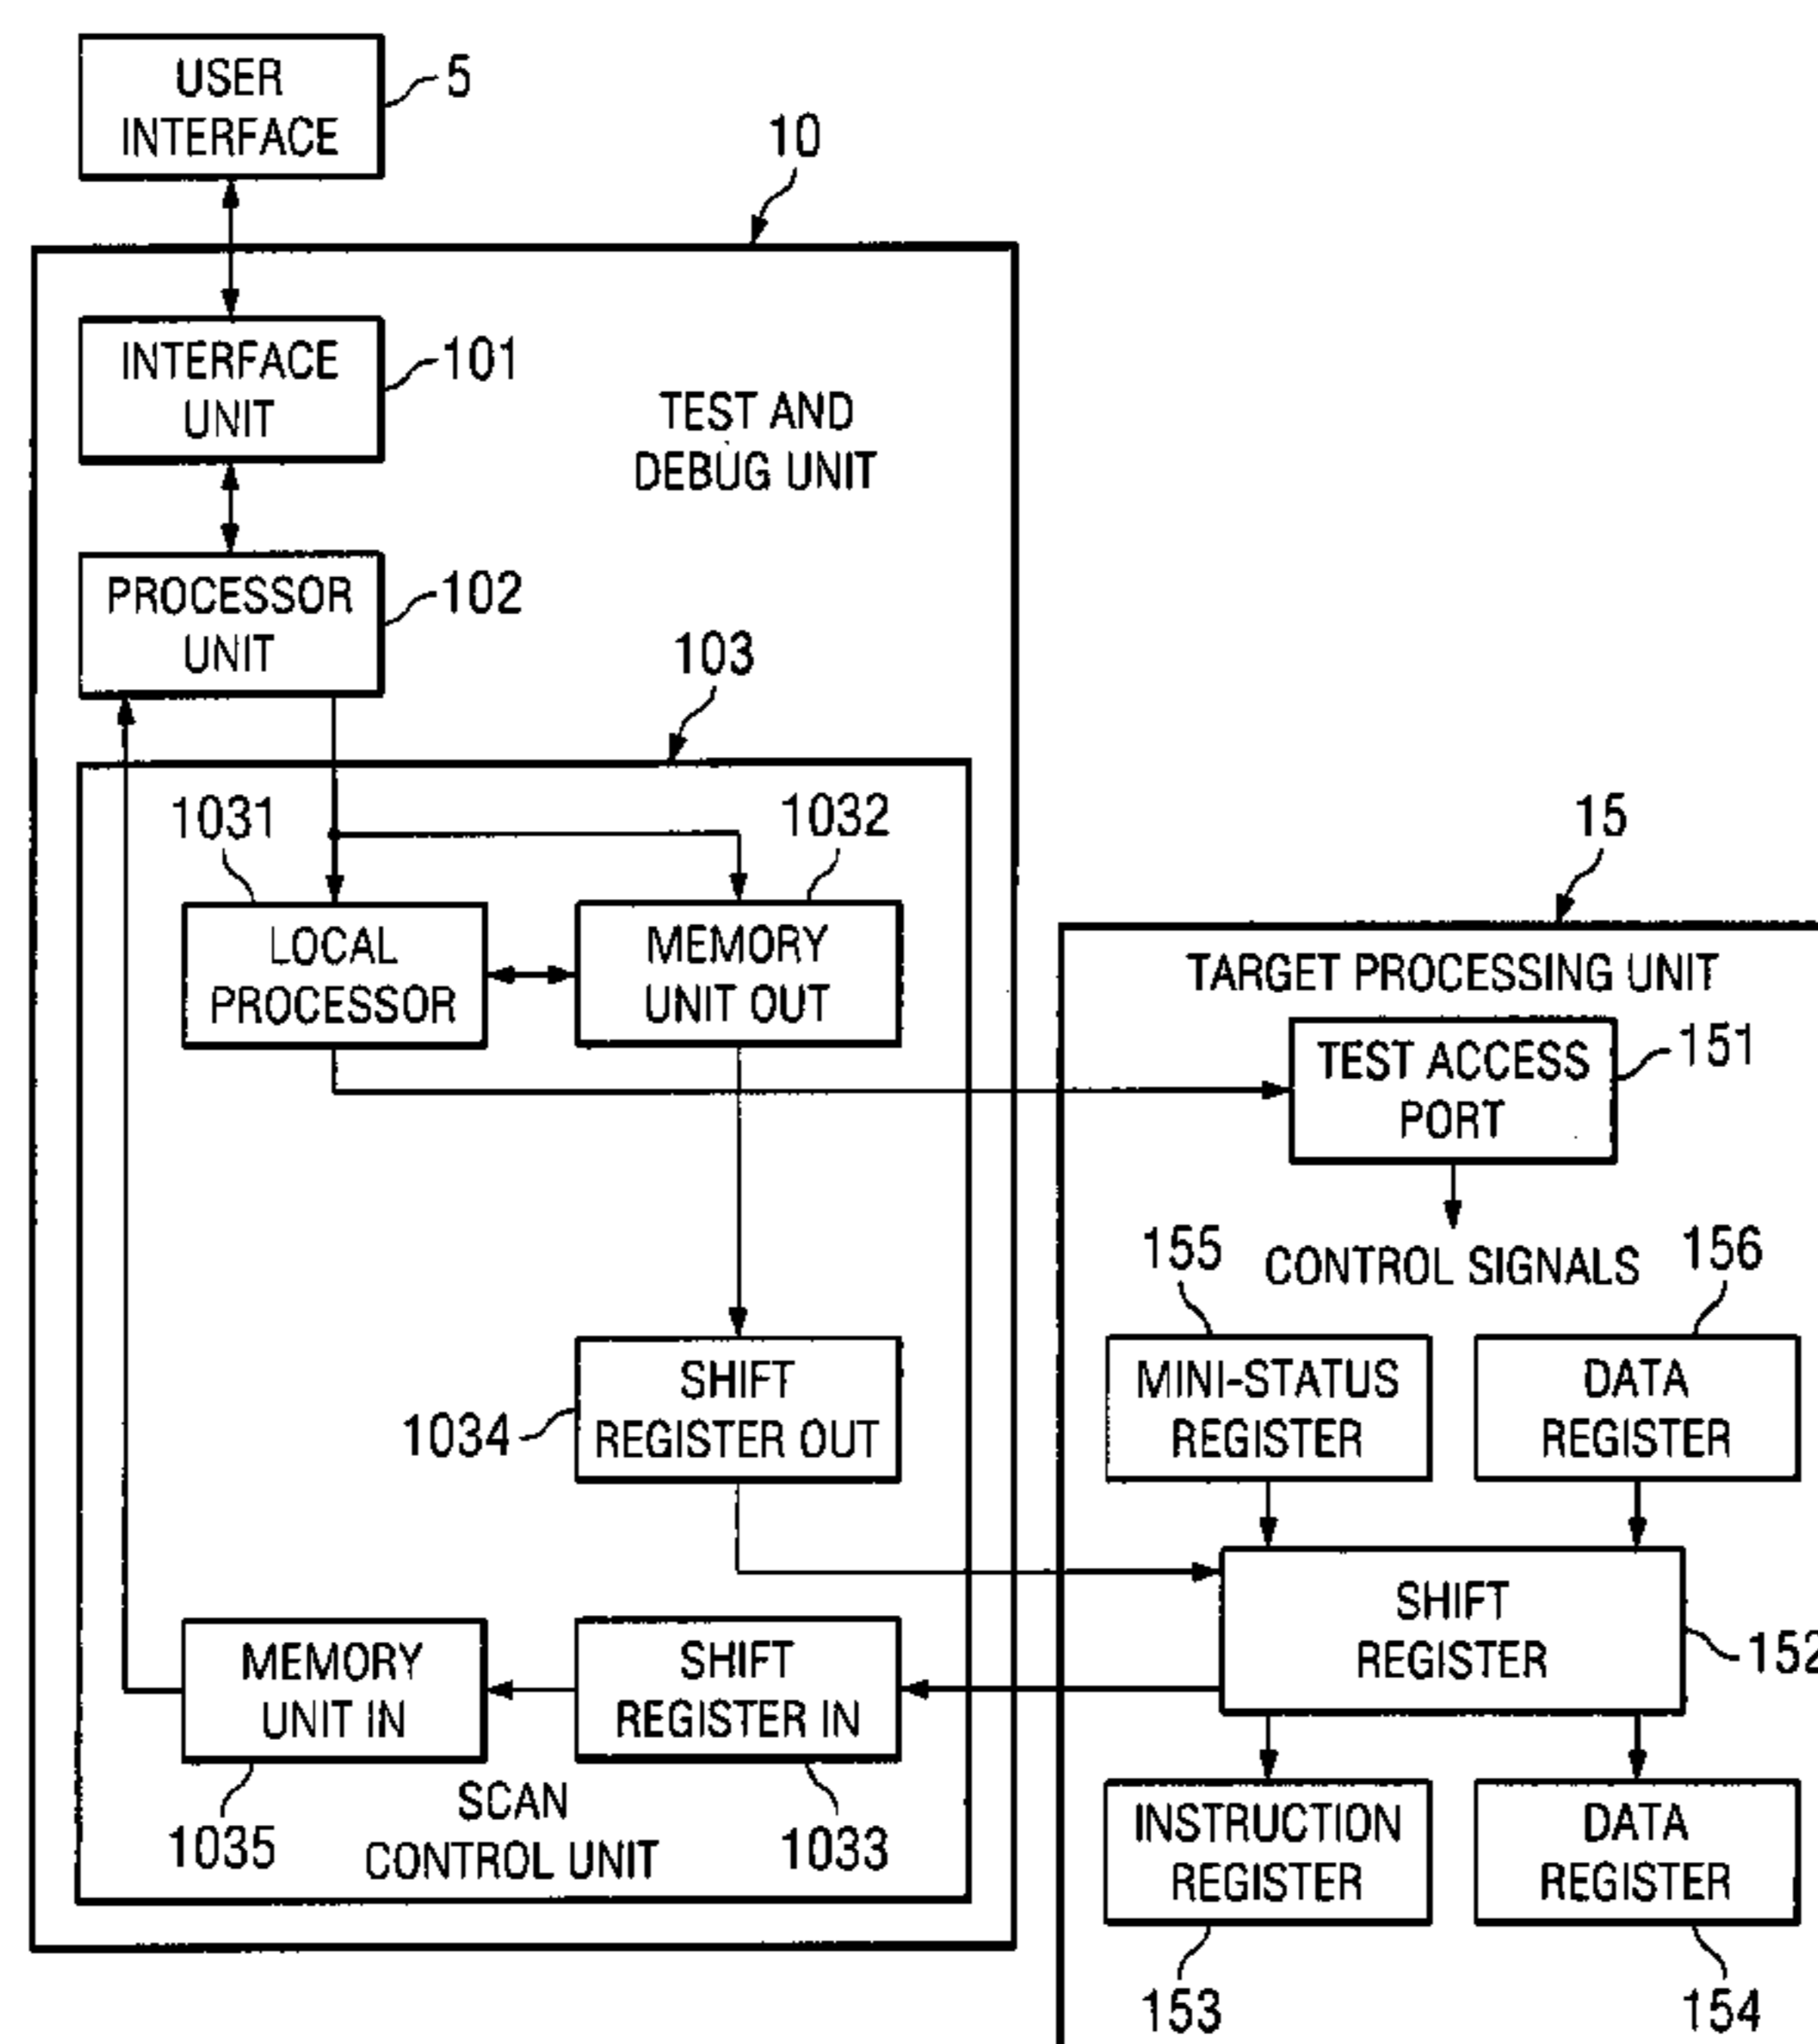 USER
INTERFACE
5
10
INTERFACE
UNIT
101
TEST AND
DEBUG UNIT
PROCESSOR
UNIT
102
103
1031
1032
LOCAL
PROCESSOR
MEMORY
UNIT OUT
15
TARGET PROCESSING UNIT
TEST ACCESS
PORT
151
CONTROL SIGNALS
155
156
SHIFT
REGISTER OUT
1034
MINI-STATUS
REGISTER
DATA
REGISTER
SHIFT
REGISTER
152
MEMORY
UNIT IN
SHIFT
REGISTER IN
1035
SCAN
CONTROL UNIT
1033
INSTRUCTION
REGISTER
DATA
REGISTER
153
154